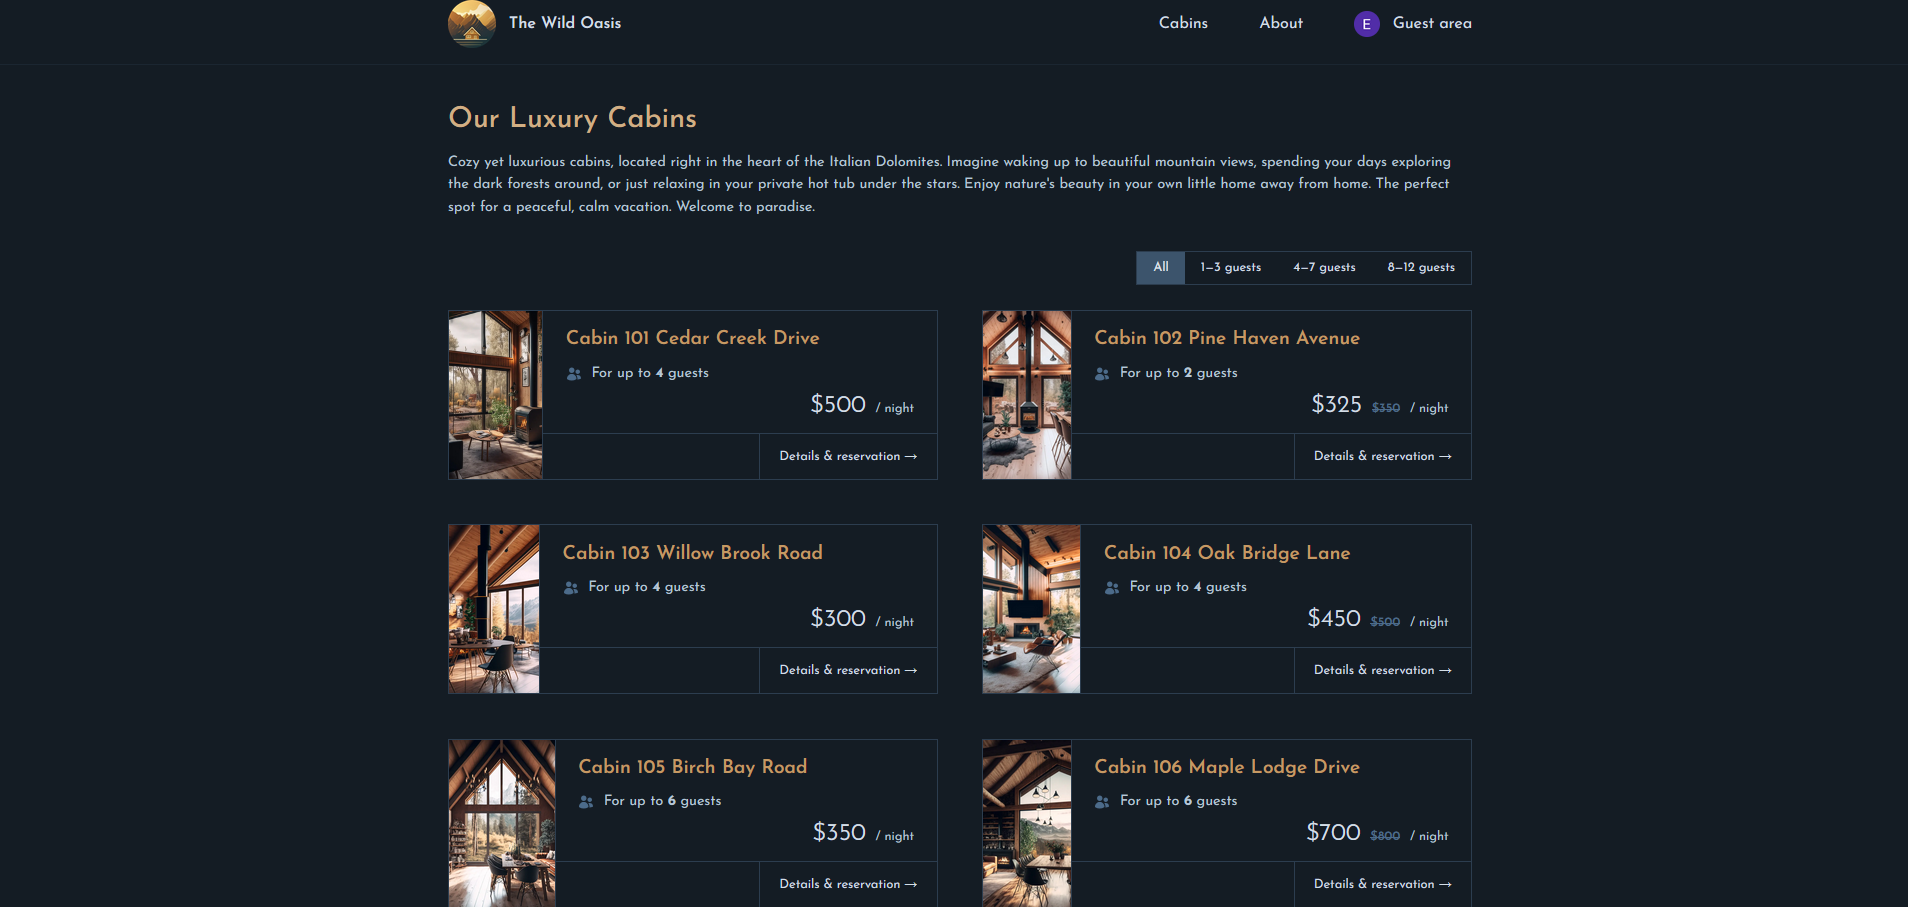 The Wild Oasis
Cabins
About
E
Guest area
Our Luxury Cabins
Cozy yet luxurious cabins, located right in the heart of the Italian Dolomites. Imagine waking up to beautiful mountain views, spending your days exploring
the dark forests around, or just relaxing in your private hot tub under the stars. Enjoy nature's beauty in your own little home away from home. The perfect
spot for a peaceful, calm vacation. Welcome to paradise.
All
1–3 guests
4–7 guests
8–12 guests
Cabin 101 Cedar Creek Drive
For up to 4 guests
$500 / night
Details & reservation →
Cabin 102 Pine Haven Avenue
For up to 2 guests
$325 $350 / night
Details & reservation →
Cabin 103 Willow Brook Road
For up to 4 guests
$300 / night
Details & reservation →
Cabin 104 Oak Bridge Lane
For up to 4 guests
$450 $500 / night
Details & reservation →
Cabin 105 Birch Bay Road
For up to 6 guests
$350 / night
Details & reservation →
Cabin 106 Maple Lodge Drive
For up to 6 guests
$700 $800 / night
Details & reservation →